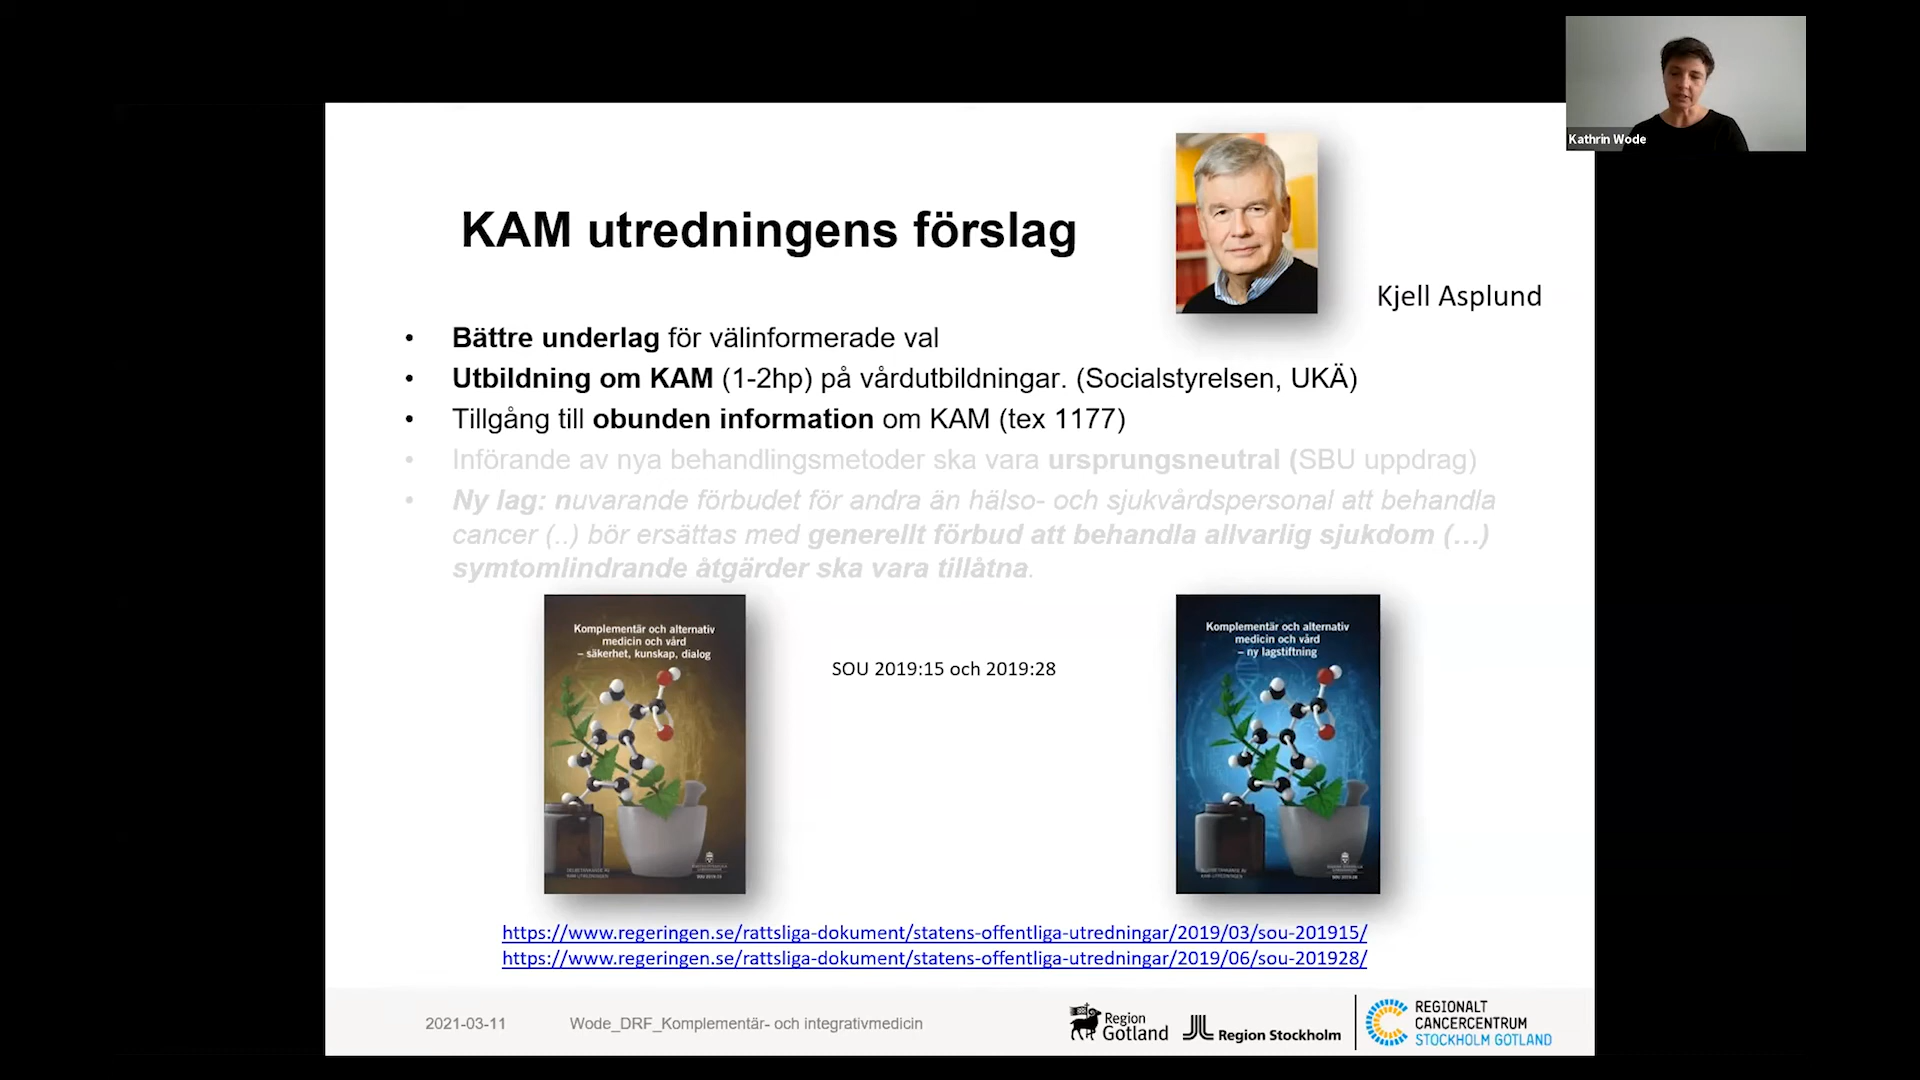 Kathrin Wode
KAM utredningens förslag
Kjell Asplund
• Bättre underlag för välinformerade val
• Utbildning om KAM (1-2hp) på vårdutbildningar. (Socialstyrelsen, UKÄ)
• Tillgång till obunden information om KAM (tex 1177)
• Införande av nya behandlingsmetoder ska vara ursprungsneutral (SBU uppdrag)
• Ny lag: nuvarande förbudet för andra än hälso- och sjukvårdspersonal att behandla
cancer (..) bör ersättas med generellt förbud att behandla allvarlig sjukdom (...)
symtomlindrande åtgärder ska vara tillåtna.
Komplementär och alternativ
medicin och vård
– säkerhet, kunskap, dialog
SOU 2019:15 och 2019:28
Komplementär och alternativ
medicin och vård
– ny lagstiftning
https://www.regeringen.se/rattsliga-dokument/statens-offentliga-utredningar/2019/03/sou-201915/
https://www.regeringen.se/rattsliga-dokument/statens-offentliga-utredningar/2019/06/sou-201928/
2021-03-11
Wode_DRF_Komplementär- och integrativmedicin
Region
Gotland
Region Stockholm
REGIONALT
CANCERCENTRUM
STOCKHOLM GOTLAND